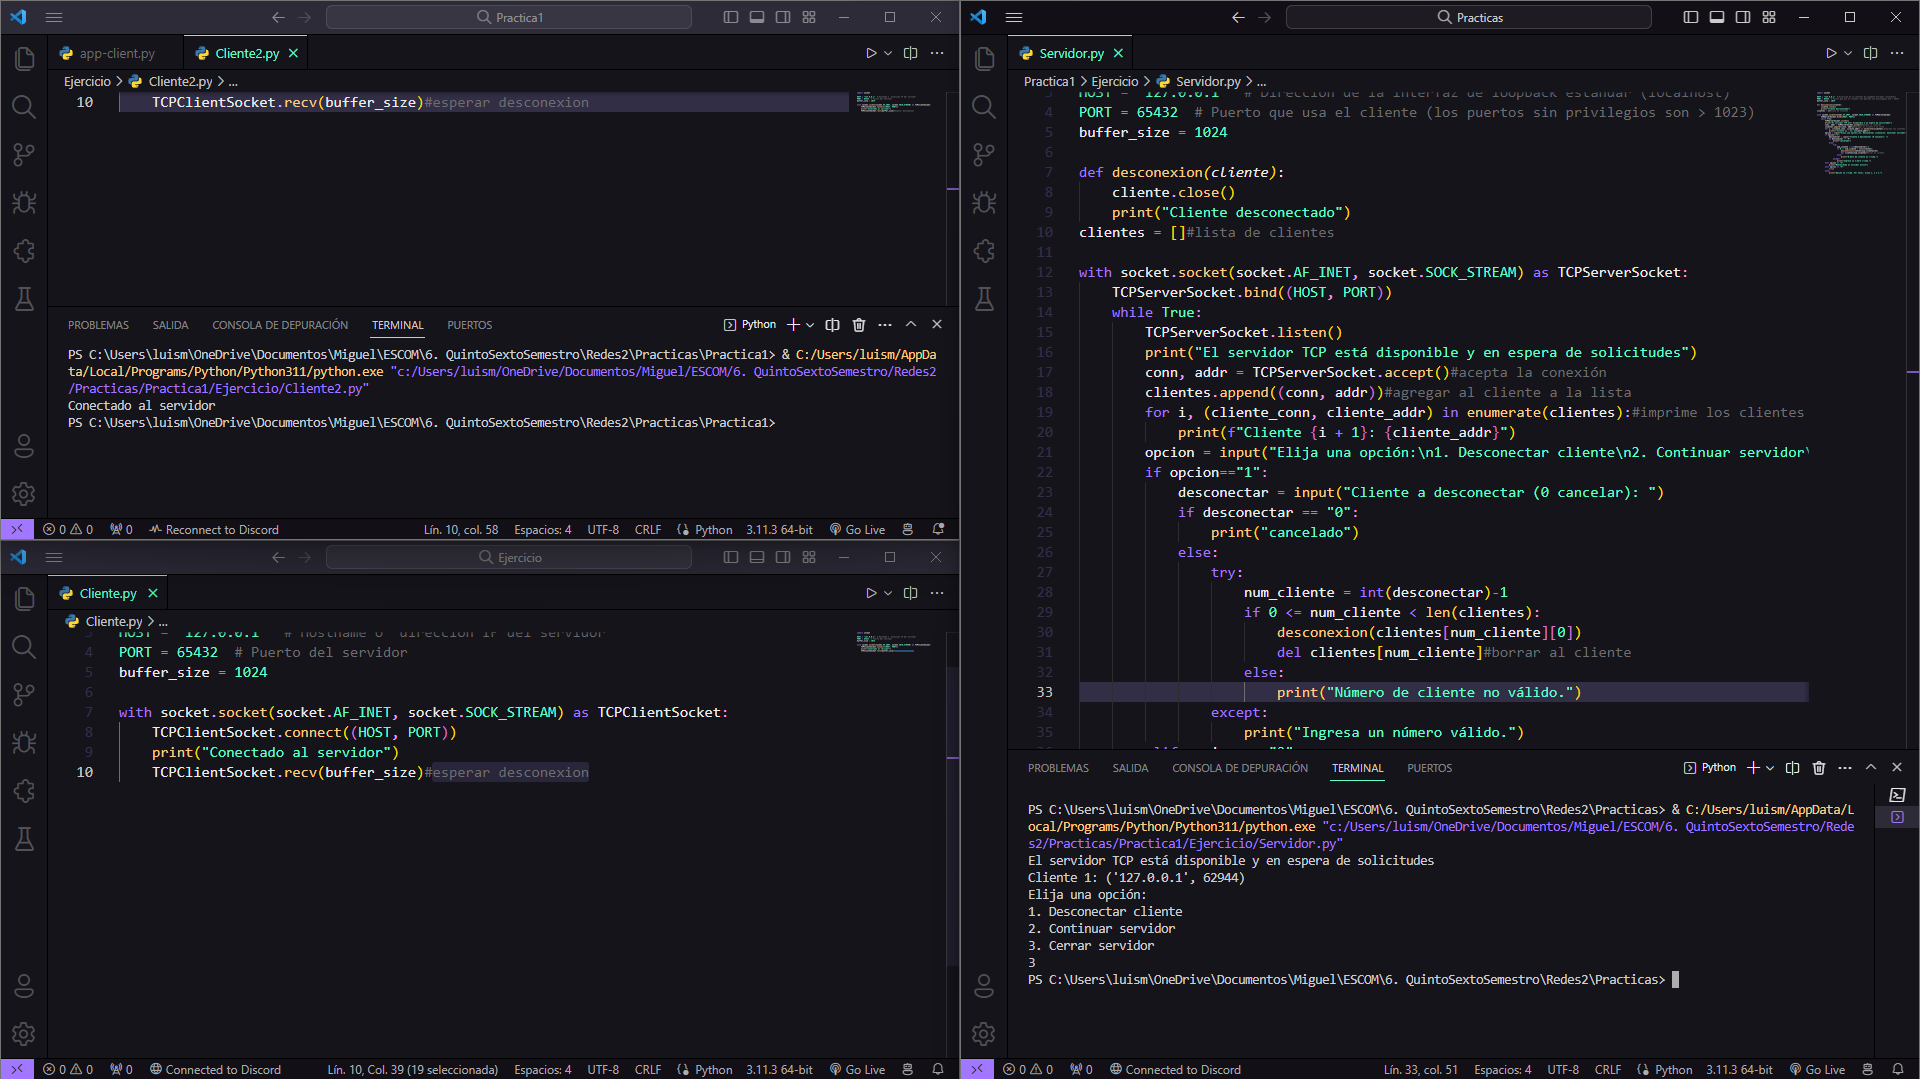 Practica1
app-client.py
Cliente2.py
Ejercicio > Cliente2.py > ...
10 TCPClientSocket.recv(buffer_size)#esperar desconexion
PROBLEMAS SALIDA CONSOLA DE DEPURACIÓN TERMINAL PUERTOS
Python
PS C:\Users\luism\OneDrive\Documentos\Miguel\ESCOM\6. QuintoSextoSemestro\Redes2\Practicas\Practica1> & C:/Users/luism/AppDa
ta/Local/Programs/Python/Python311/python.exe "c:/Users/luism/OneDrive/Documentos/Miguel/ESCOM/6. QuintoSextoSemestro/Redes2
/Practicas/Practica1/Ejercicio/Cliente2.py"
Conectado al servidor
PS C:\Users\luism\OneDrive\Documentos\Miguel\ESCOM\6. QuintoSextoSemestro\Redes2\Practicas\Practica1>
0 0 0 Reconnect to Discord Lín. 10, col. 58 Espacios: 4 UTF-8 CRLF Python 3.11.3 64-bit Go Live
Ejercicio
Cliente.py
Cliente.py > ...
3 HOST = "127.0.0.1" # Hostname o dirección IP del servidor
4 PORT = 65432 # Puerto del servidor
5 buffer_size = 1024
6
7 with socket.socket(socket.AF_INET, socket.SOCK_STREAM) as TCPClientSocket:
8 TCPClientSocket.connect((HOST, PORT))
9 print("Conectado al servidor")
10 TCPClientSocket.recv(buffer_size)#esperar desconexion
0 0 0 Connected to Discord Lín. 10, Col. 39 (19 seleccionada) Espacios: 4 UTF-8 CRLF Python 3.11.3 64-bit Go Live
Practicas
Servidor.py
Practica1 > Ejercicio > Servidor.py > ...
3 HOST = "127.0.0.1" # Dirección de la interfaz de loopback estándar (localhost)
4 PORT = 65432 # Puerto que usa el cliente (los puertos sin privilegios son > 1023)
5 buffer_size = 1024
6
7 def desconexion(cliente):
8 cliente.close()
9 print("Cliente desconectado")
10 clientes = []#lista de clientes
11
12 with socket.socket(socket.AF_INET, socket.SOCK_STREAM) as TCPServerSocket:
13 TCPServerSocket.bind((HOST, PORT))
14 while True:
15 TCPServerSocket.listen()
16 print("El servidor TCP está disponible y en espera de solicitudes")
17 conn, addr = TCPServerSocket.accept()#acepta la conexión
18 clientes.append((conn, addr))#agregar al cliente a la lista
19 for i, (cliente_conn, cliente_addr) in enumerate(clientes):#imprime los clientes
20 print(f"Cliente {i + 1}: {cliente_addr}")
21 opcion = input("Elija una opción:\n1. Desconectar cliente\n2. Continuar servidor\
22 if opcion=="1":
23 desconectar = input("Cliente a desconectar (0 cancelar): ")
24 if desconectar == "0":
25 print("cancelado")
26 else:
27 try:
28 num_cliente = int(desconectar)-1
29 if 0 <= num_cliente < len(clientes):
30 desconexion(clientes[num_cliente][0])
31 del clientes[num_cliente]#borrar al cliente
32 else:
33 print("Número de cliente no válido.")
34 except:
35 print("Ingresa un número válido.")
PROBLEMAS SALIDA CONSOLA DE DEPURACIÓN TERMINAL PUERTOS
Python
PS C:\Users\luism\OneDrive\Documentos\Miguel\ESCOM\6. QuintoSextoSemestro\Redes2\Practicas> & C:/Users/luism/AppData/L
ocal/Programs/Python/Python311/python.exe "c:/Users/luism/OneDrive/Documentos/Miguel/ESCOM/6. QuintoSextoSemestro/Rede
s2/Practicas/Practica1/Ejercicio/Servidor.py"
El servidor TCP está disponible y en espera de solicitudes
Cliente 1: ('127.0.0.1', 62944)
Elija una opción:
1. Desconectar cliente
2. Continuar servidor
3. Cerrar servidor
3
PS C:\Users\luism\OneDrive\Documentos\Miguel\ESCOM\6. QuintoSextoSemestro\Redes2\Practicas>
0 0 0 Connected to Discord Lín. 33, col. 51 Espacios: 4 UTF-8 CRLF Python 3.11.3 64-bit Go Live